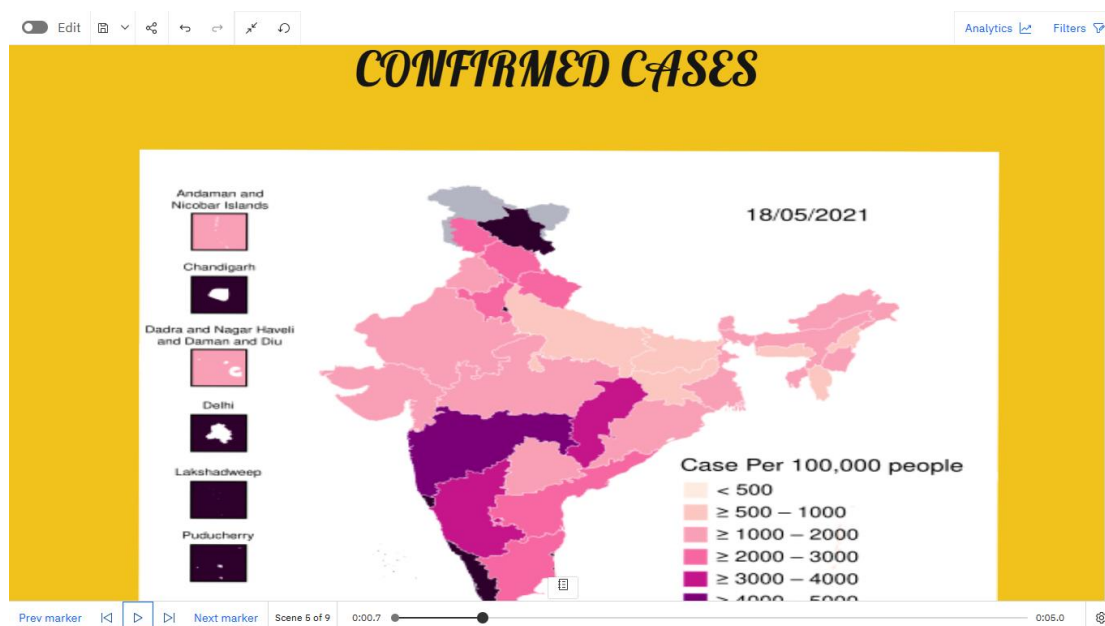 Edit
Analytics
Filters
CONFIRMED CASES
Andaman and
Nicobar Islands
Chandigarh
Dadra and Nagar Haveli
and Daman and Diu
Delhi
Lakshadweep
Puducherry
18/05/2021
Case Per 100,000 people
< 500
≥ 500 – 1000
≥ 1000 – 2000
≥ 2000 – 3000
≥ 3000 – 4000
≥ 4000 – 5000
Prev marker
Next marker
Scene 5 of 9
0:00.7
0:05.0